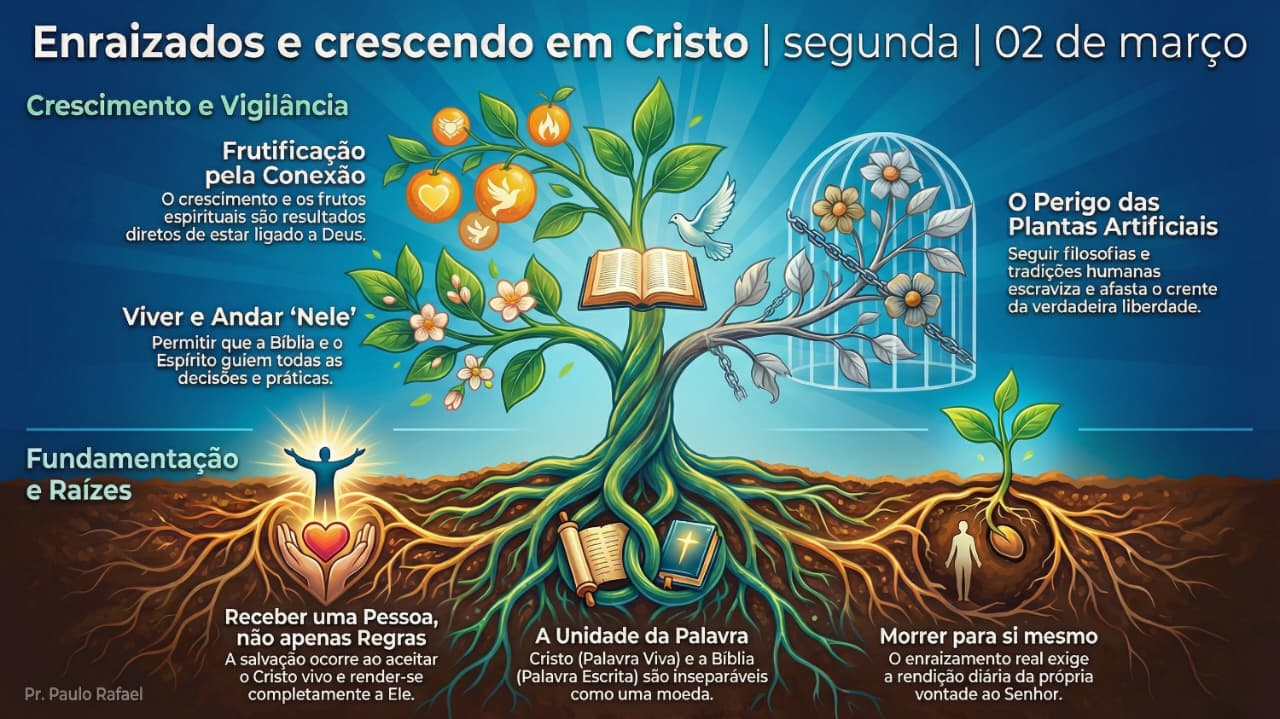 Enraizados e crescendo em Cristo | segunda | 02 de março
Crescimento e Vigilância
Frutificação
pela Conexão
O crescimento e os frutos
espirituais são resultados
diretos de estar ligado a Deus.
Viver e Andar ‘Nele’
Permitir que a Bíblia e o
Espírito guiem todas as
decisões e práticas.
O Perigo das
Plantas Artificiais
Seguir filosofias e
tradições humanas
escraviza e afasta o crente
da verdadeira liberdade.
Fundamentação
e Raízes
Receber uma Pessoa,
não apenas Regras
A salvação ocorre ao aceitar
o Cristo vivo e render-se
completamente a Ele.
A Unidade da Palavra
Cristo (Palavra Viva) e a Bíblia
(Palavra Escrita) são inseparáveis
como uma moeda.
Morrer para si mesmo
O enraizamento real exige
a rendição diária da própria
vontade ao Senhor.
Pr. Paulo Rafael